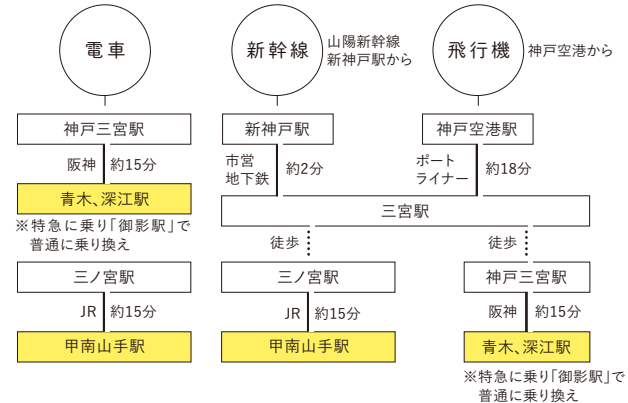 電車
新幹線
山陽新幹線
新神戸駅から
飛行機
神戸空港から
神戸三宮駅
阪神
約15分
青木、深江駅
※特急に乗り「御影駅」で
普通に乗り換え
三ノ宮駅
JR
約15分
甲南山手駅
新神戸駅
市営
地下鉄
約2分
神戸空港駅
ポート
ライナー
約18分
三宮駅
徒歩
三ノ宮駅
JR
約15分
甲南山手駅
徒歩
神戸三宮駅
阪神
約15分
青木、深江駅
※特急に乗り「御影駅」で
普通に乗り換え